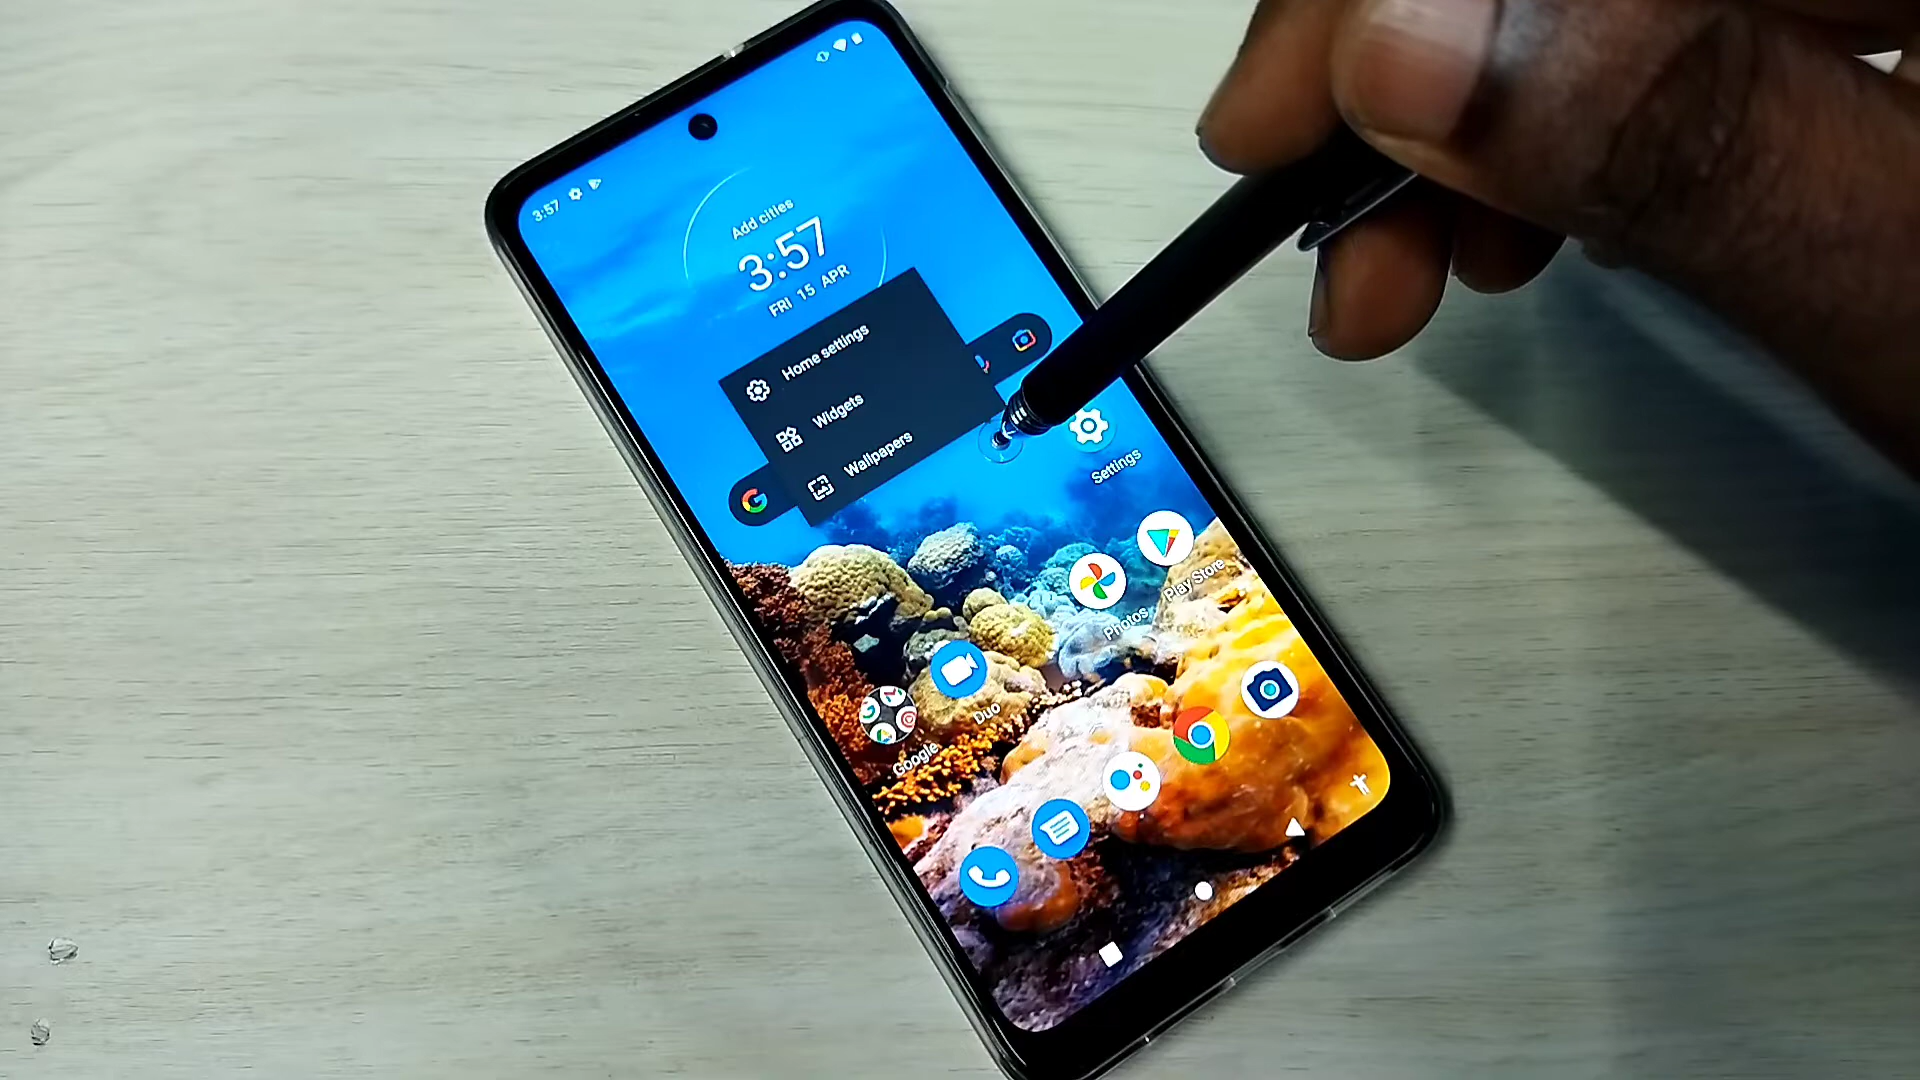 3:57
Add cities
3:57
FRI 15 APR
Home settings
Widgets
Wallpapers
Settings
Google
Duo
Photos
Play Store